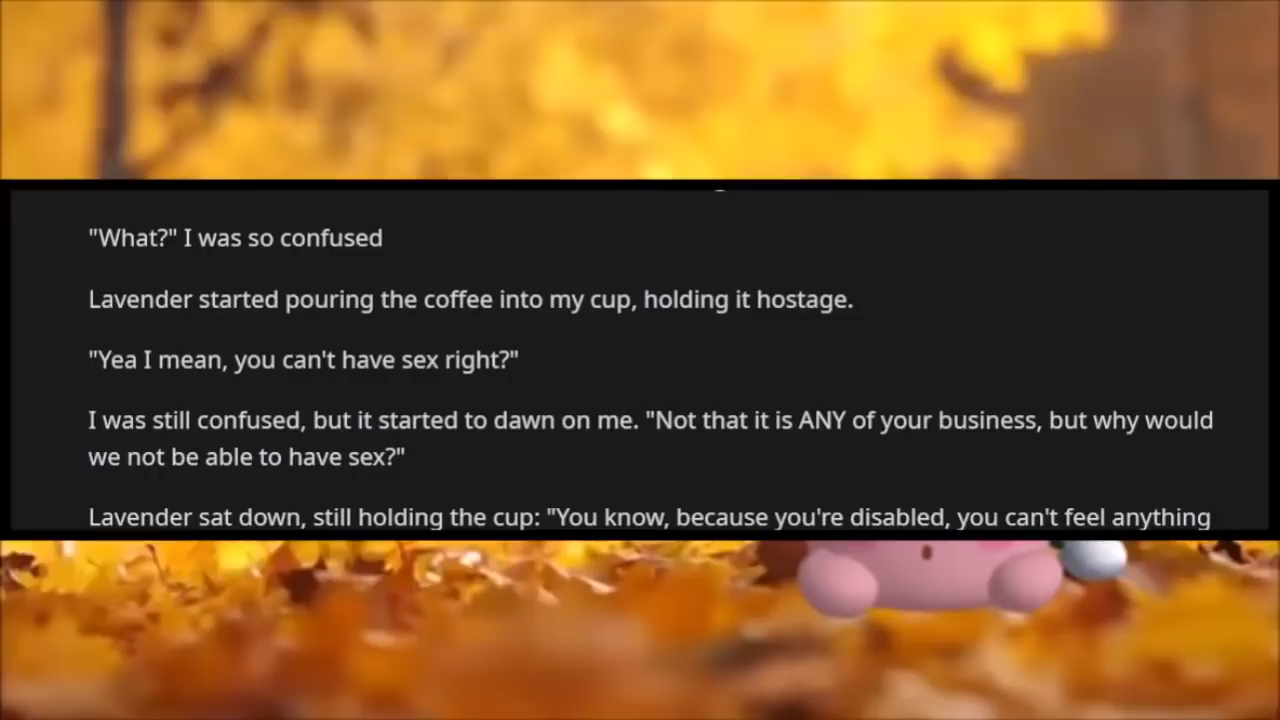 "What?" I was so confused
Lavender started pouring the coffee into my cup, holding it hostage.
"Yea I mean, you can't have sex right?"
I was still confused, but it started to dawn on me. "Not that it is ANY of your business, but why would
we not be able to have sex?"
Lavender sat down, still holding the cup: "You know, because you're disabled, you can't feel anything